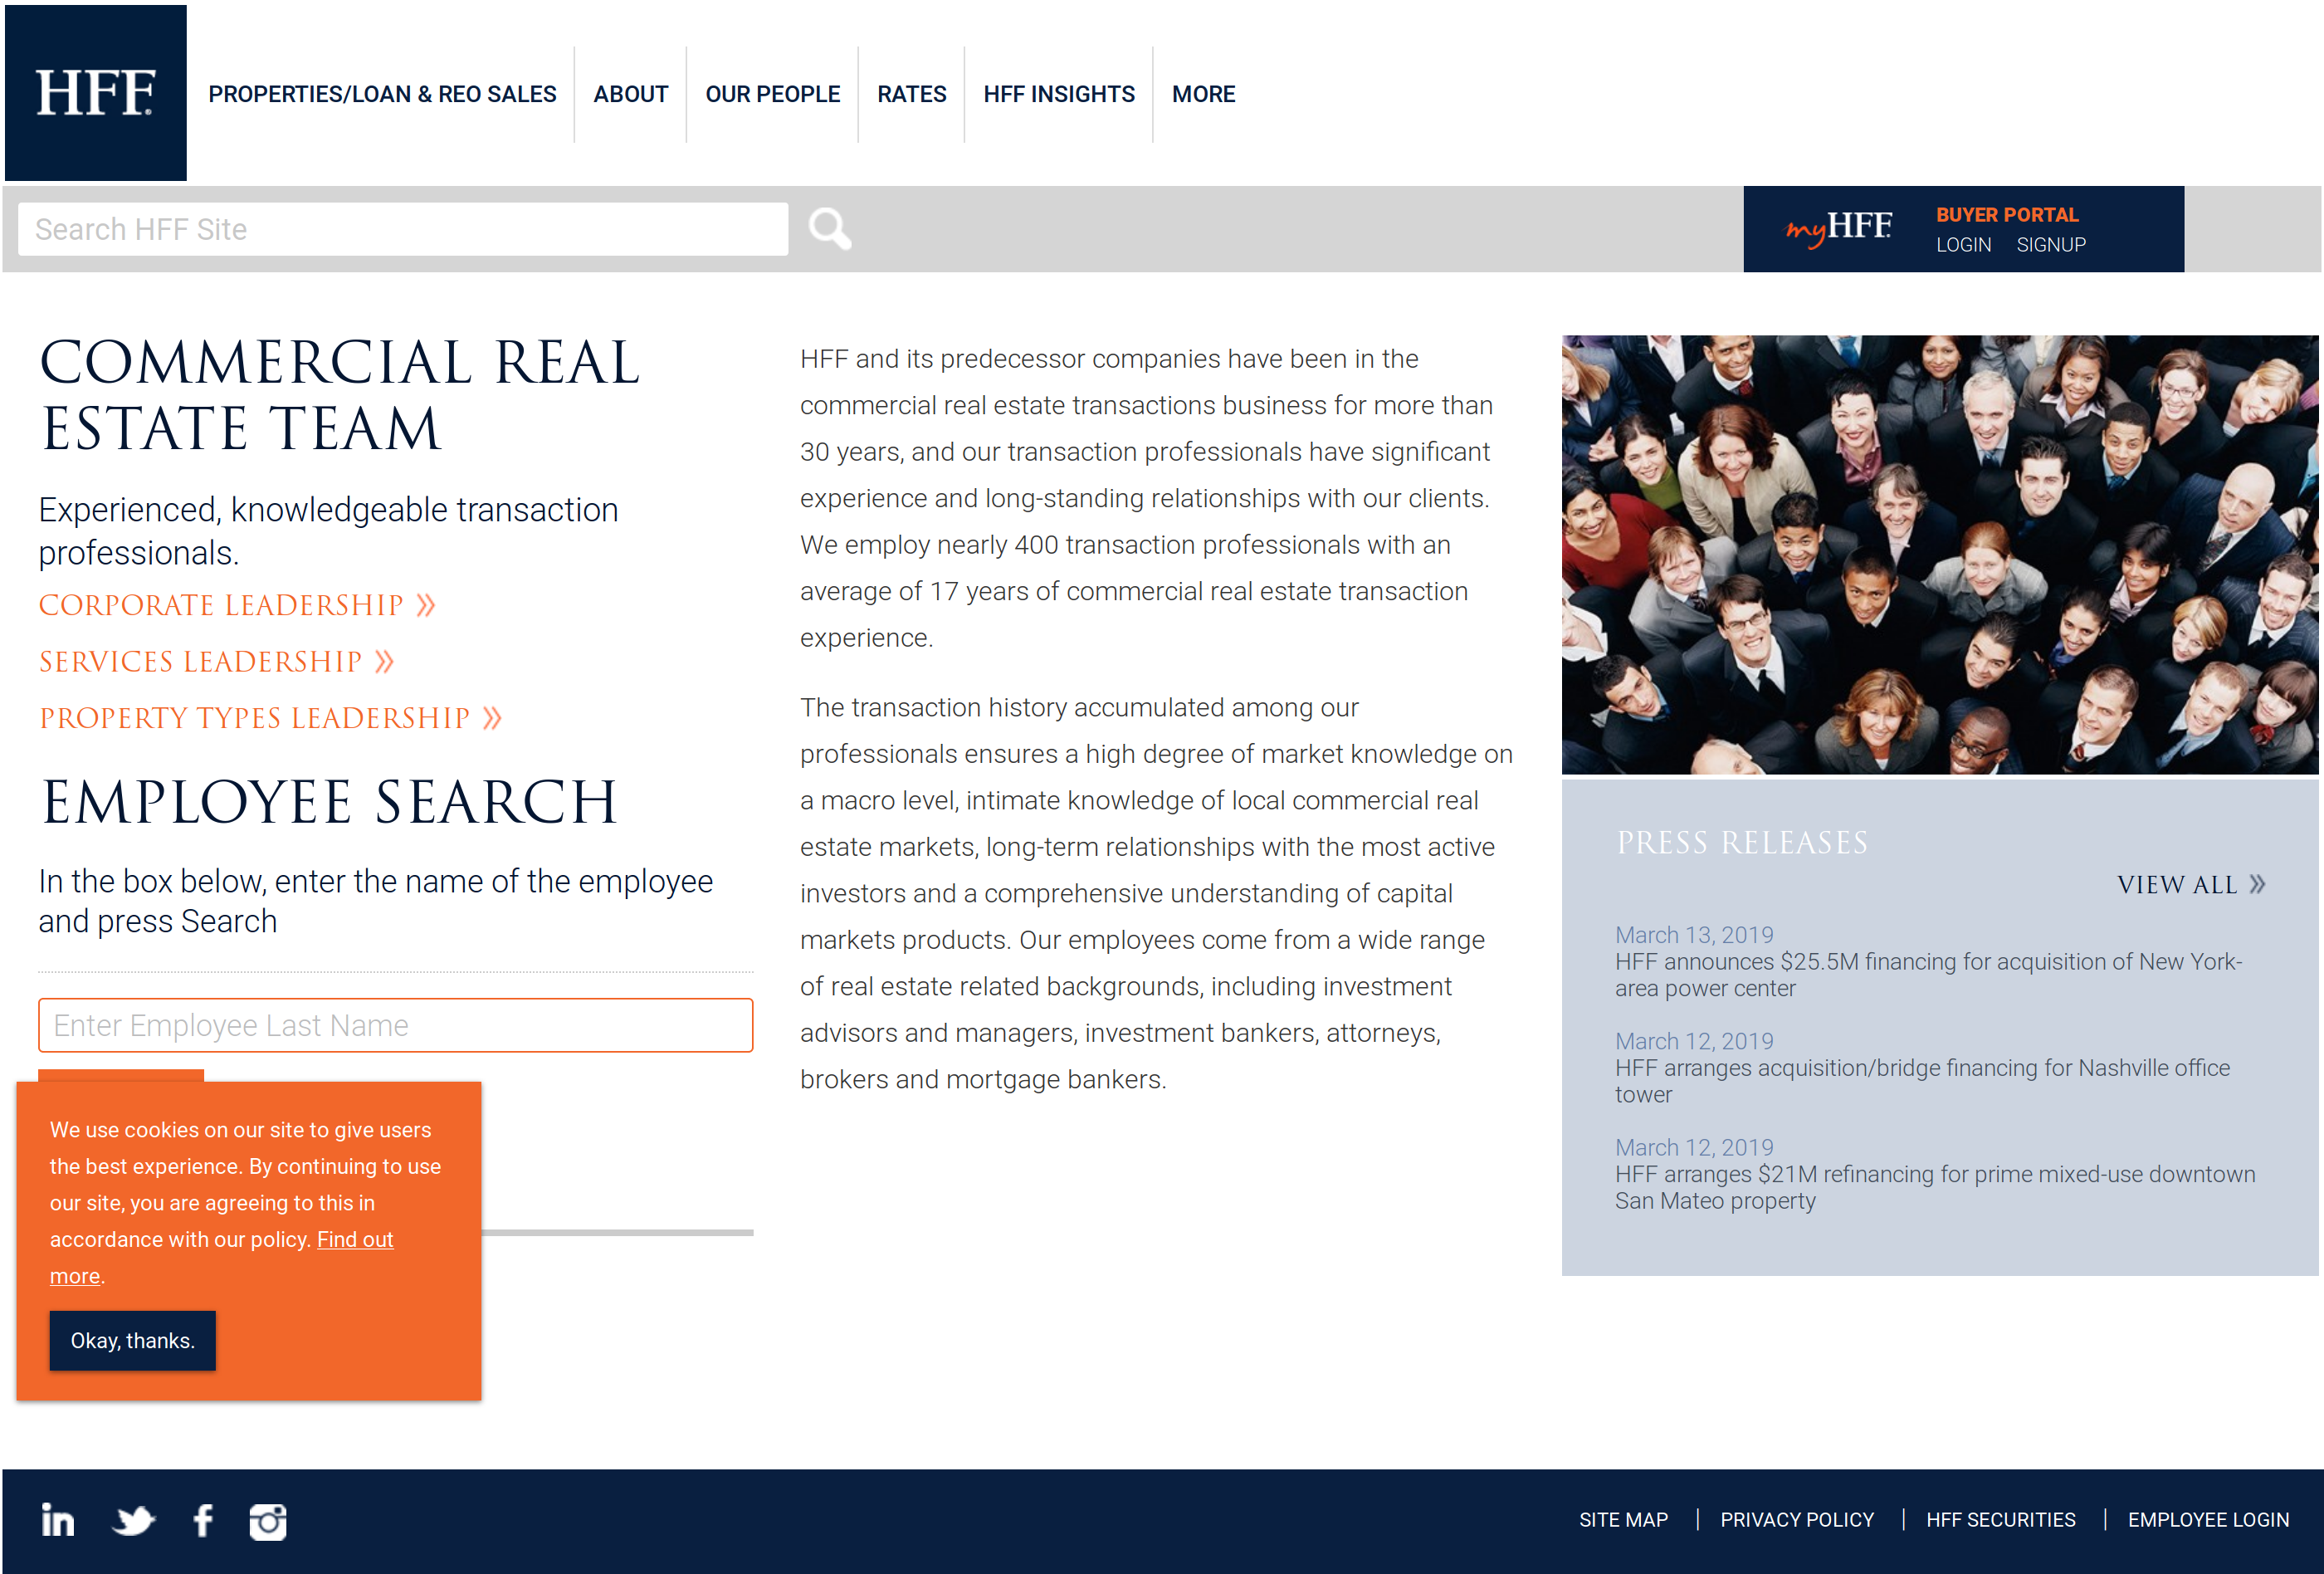 HFF
PROPERTIES/LOAN & REO SALES
ABOUT
OUR PEOPLE
RATES
HFF INSIGHTS
MORE
Search HFF Site
myHFF
BUYER PORTAL
LOGIN SIGNUP
COMMERCIAL REAL
ESTATE TEAM
Experienced, knowledgeable transaction
professionals.
CORPORATE LEADERSHIP »
SERVICES LEADERSHIP »
PROPERTY TYPES LEADERSHIP »
EMPLOYEE SEARCH
In the box below, enter the name of the employee
and press Search
Enter Employee Last Name
We use cookies on our site to give users
the best experience. By continuing to use
our site, you are agreeing to this in
accordance with our policy. Find out
more.
Okay, thanks.
HFF and its predecessor companies have been in the
commercial real estate transactions business for more than
30 years, and our transaction professionals have significant
experience and long-standing relationships with our clients.
We employ nearly 400 transaction professionals with an
average of 17 years of commercial real estate transaction
experience.
The transaction history accumulated among our
professionals ensures a high degree of market knowledge on
a macro level, intimate knowledge of local commercial real
estate markets, long-term relationships with the most active
investors and a comprehensive understanding of capital
markets products. Our employees come from a wide range
of real estate related backgrounds, including investment
advisors and managers, investment bankers, attorneys,
brokers and mortgage bankers.
PRESS RELEASES
VIEW ALL »
March 13, 2019
HFF announces $25.5M financing for acquisition of New York-
area power center
March 12, 2019
HFF arranges acquisition/bridge financing for Nashville office
tower
March 12, 2019
HFF arranges $21M refinancing for prime mixed-use downtown
San Mateo property
SITE MAP | PRIVACY POLICY | HFF SECURITIES | EMPLOYEE LOGIN